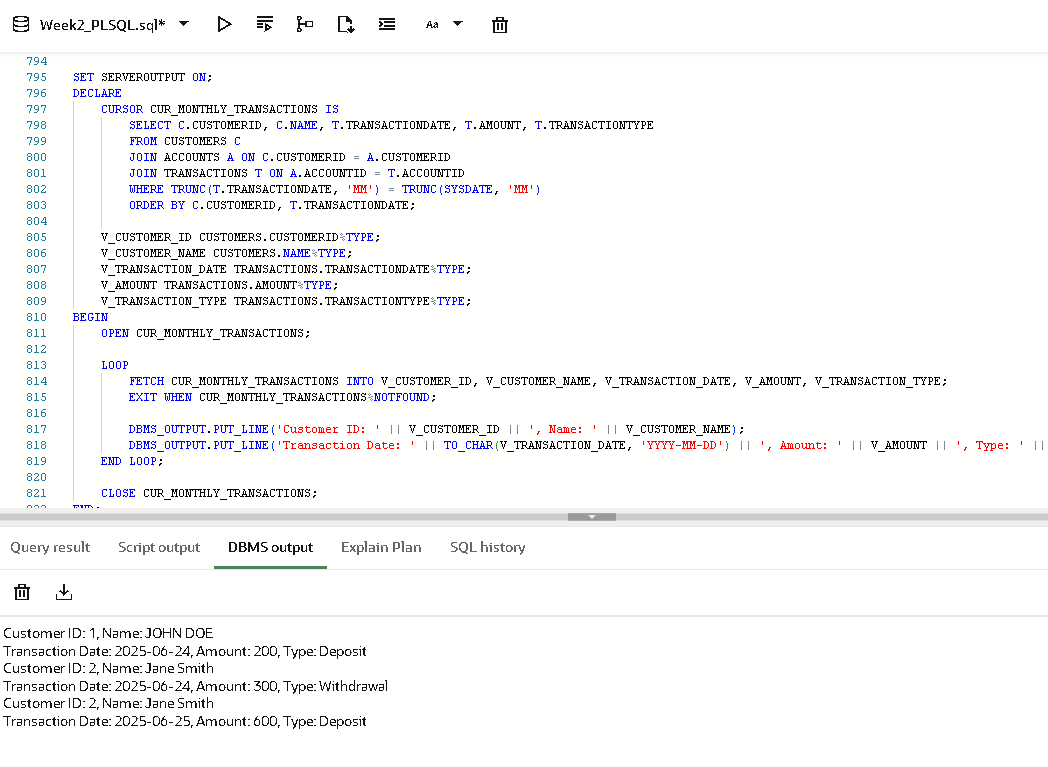 Week2_PLSQL.sql*
Aa
794
795 SET SERVEROUTPUT ON;
796 DECLARE
797 CURSOR CUR_MONTHLY_TRANSACTIONS IS
798 SELECT C.CUSTOMERID, C.NAME, T.TRANSACTIONDATE, T.AMOUNT, T.TRANSACTIONTYPE
799 FROM CUSTOMERS C
800 JOIN ACCOUNTS A ON C.CUSTOMERID = A.CUSTOMERID
801 JOIN TRANSACTIONS T ON A.ACCOUNTID = T.ACCOUNTID
802 WHERE TRUNC(T.TRANSACTIONDATE, 'MM') = TRUNC(SYSDATE, 'MM')
803 ORDER BY C.CUSTOMERID, T.TRANSACTIONDATE;
804
805 V_CUSTOMER_ID CUSTOMERS.CUSTOMERID%TYPE;
806 V_CUSTOMER_NAME CUSTOMERS.NAME%TYPE;
807 V_TRANSACTION_DATE TRANSACTIONS.TRANSACTIONDATE%TYPE;
808 V_AMOUNT TRANSACTIONS.AMOUNT%TYPE;
809 V_TRANSACTION_TYPE TRANSACTIONS.TRANSACTIONTYPE%TYPE;
810 BEGIN
811 OPEN CUR_MONTHLY_TRANSACTIONS;
812
813 LOOP
814 FETCH CUR_MONTHLY_TRANSACTIONS INTO V_CUSTOMER_ID, V_CUSTOMER_NAME, V_TRANSACTION_DATE, V_AMOUNT, V_TRANSACTION_TYPE;
815 EXIT WHEN CUR_MONTHLY_TRANSACTIONS%NOTFOUND;
816
817 DBMS_OUTPUT.PUT_LINE('Customer ID: ' || V_CUSTOMER_ID || ', Name: ' || V_CUSTOMER_NAME);
818 DBMS_OUTPUT.PUT_LINE('Transaction Date: ' || TO_CHAR(V_TRANSACTION_DATE, 'YYYY-MM-DD') || ', Amount: ' || V_AMOUNT || ', Type: ' ||
819 END LOOP;
820
821 CLOSE CUR_MONTHLY_TRANSACTIONS;
822 END;
Query result Script output DBMS output Explain Plan SQL history
Customer ID: 1, Name: JOHN DOE
Transaction Date: 2025-06-24, Amount: 200, Type: Deposit
Customer ID: 2, Name: Jane Smith
Transaction Date: 2025-06-24, Amount: 300, Type: Withdrawal
Customer ID: 2, Name: Jane Smith
Transaction Date: 2025-06-25, Amount: 600, Type: Deposit